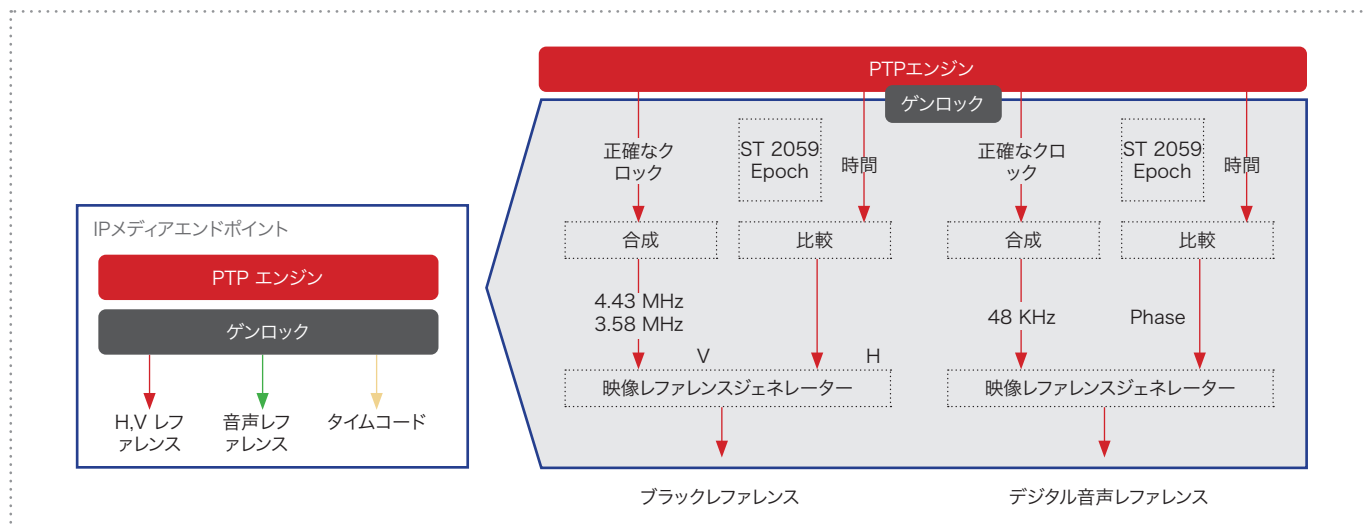 PTPエンジン
ゲンロック
正確なク
ロック
ST 2059
Epoch
時間
正確なクロ
ック
ST 2059
Epoch
時間
合成
比較
合成
比較
4.43 MHz
3.58 MHz
48 KHz
Phase
V
H
映像レファレンスジェネレーター
映像レファレンスジェネレーター
ブラックレファレンス
デジタル音声レファレンス
IPメディアエンドポイント
PTP エンジン
ゲンロック
H,V レフ
ァレンス
音声レフ
ァレンス
タイムコード